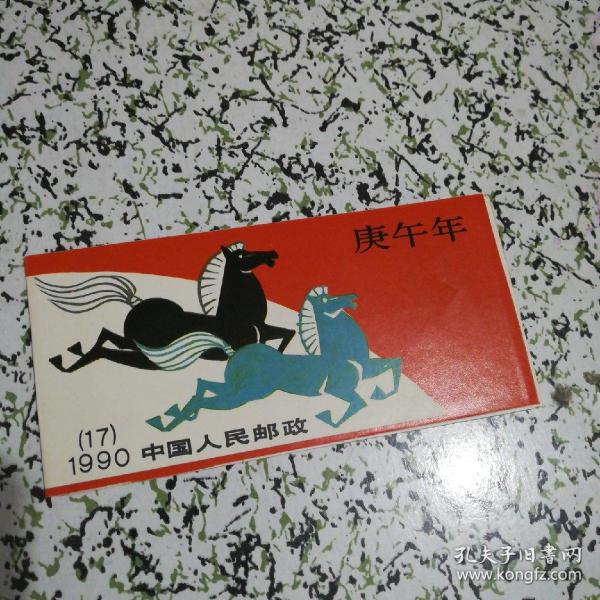 庚午年
(17)
1990 中国人民邮政
孔夫子旧書网
www.kongfz.com